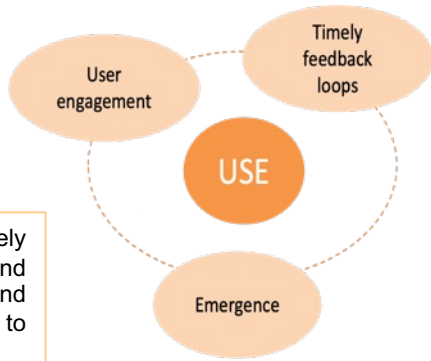 Timely
feedback
loops
User
engagement
USE
Emergence
ely
nd
nd
to